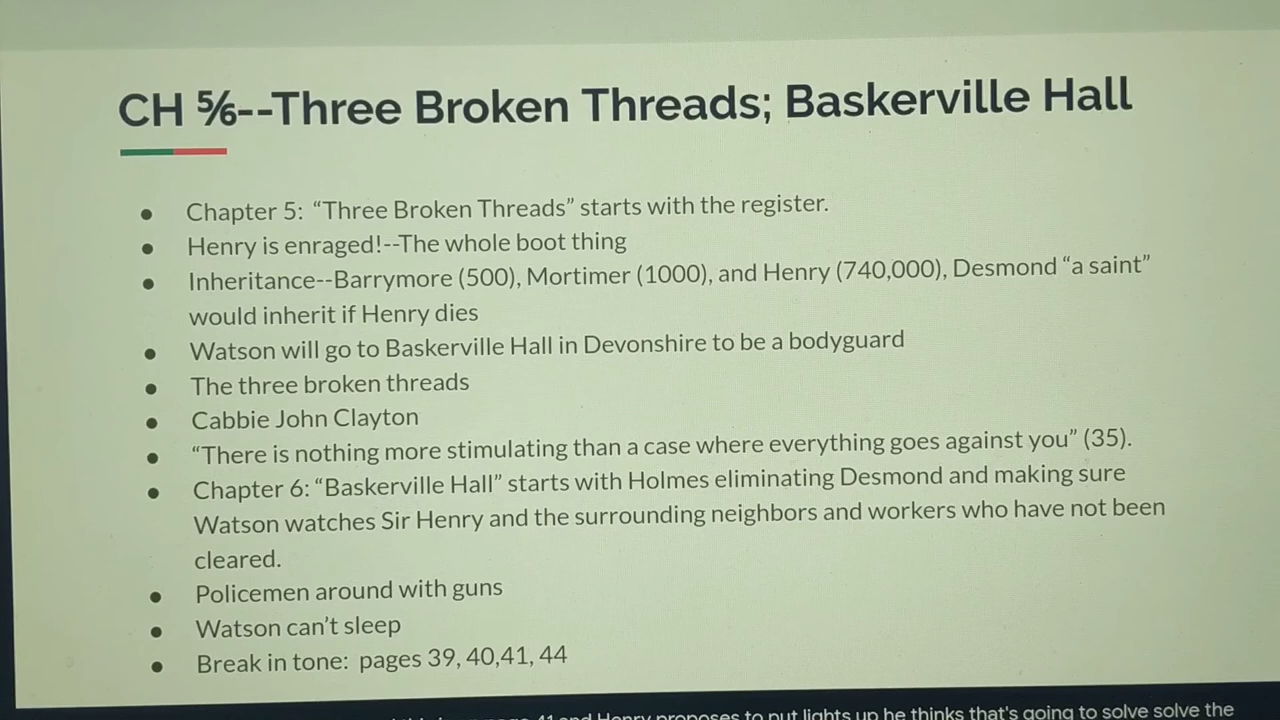 CH ⅚--Three Broken Threads; Baskerville Hall
● Chapter 5: “Three Broken Threads” starts with the register.
● Henry is enraged!--The whole boot thing
● Inheritance--Barrymore (500), Mortimer (1000), and Henry (740,000), Desmond “a saint”
would inherit if Henry dies
● Watson will go to Baskerville Hall in Devonshire to be a bodyguard
● The three broken threads
● Cabbie John Clayton
● “There is nothing more stimulating than a case where everything goes against you” (35).
● Chapter 6: “Baskerville Hall” starts with Holmes eliminating Desmond and making sure
Watson watches Sir Henry and the surrounding neighbors and workers who have not been
cleared.
● Policemen around with guns
● Watson can’t sleep
● Break in tone: pages 39, 40,41, 44
41 and Henry proposes to put lights up he thinks that's going to solve solve the